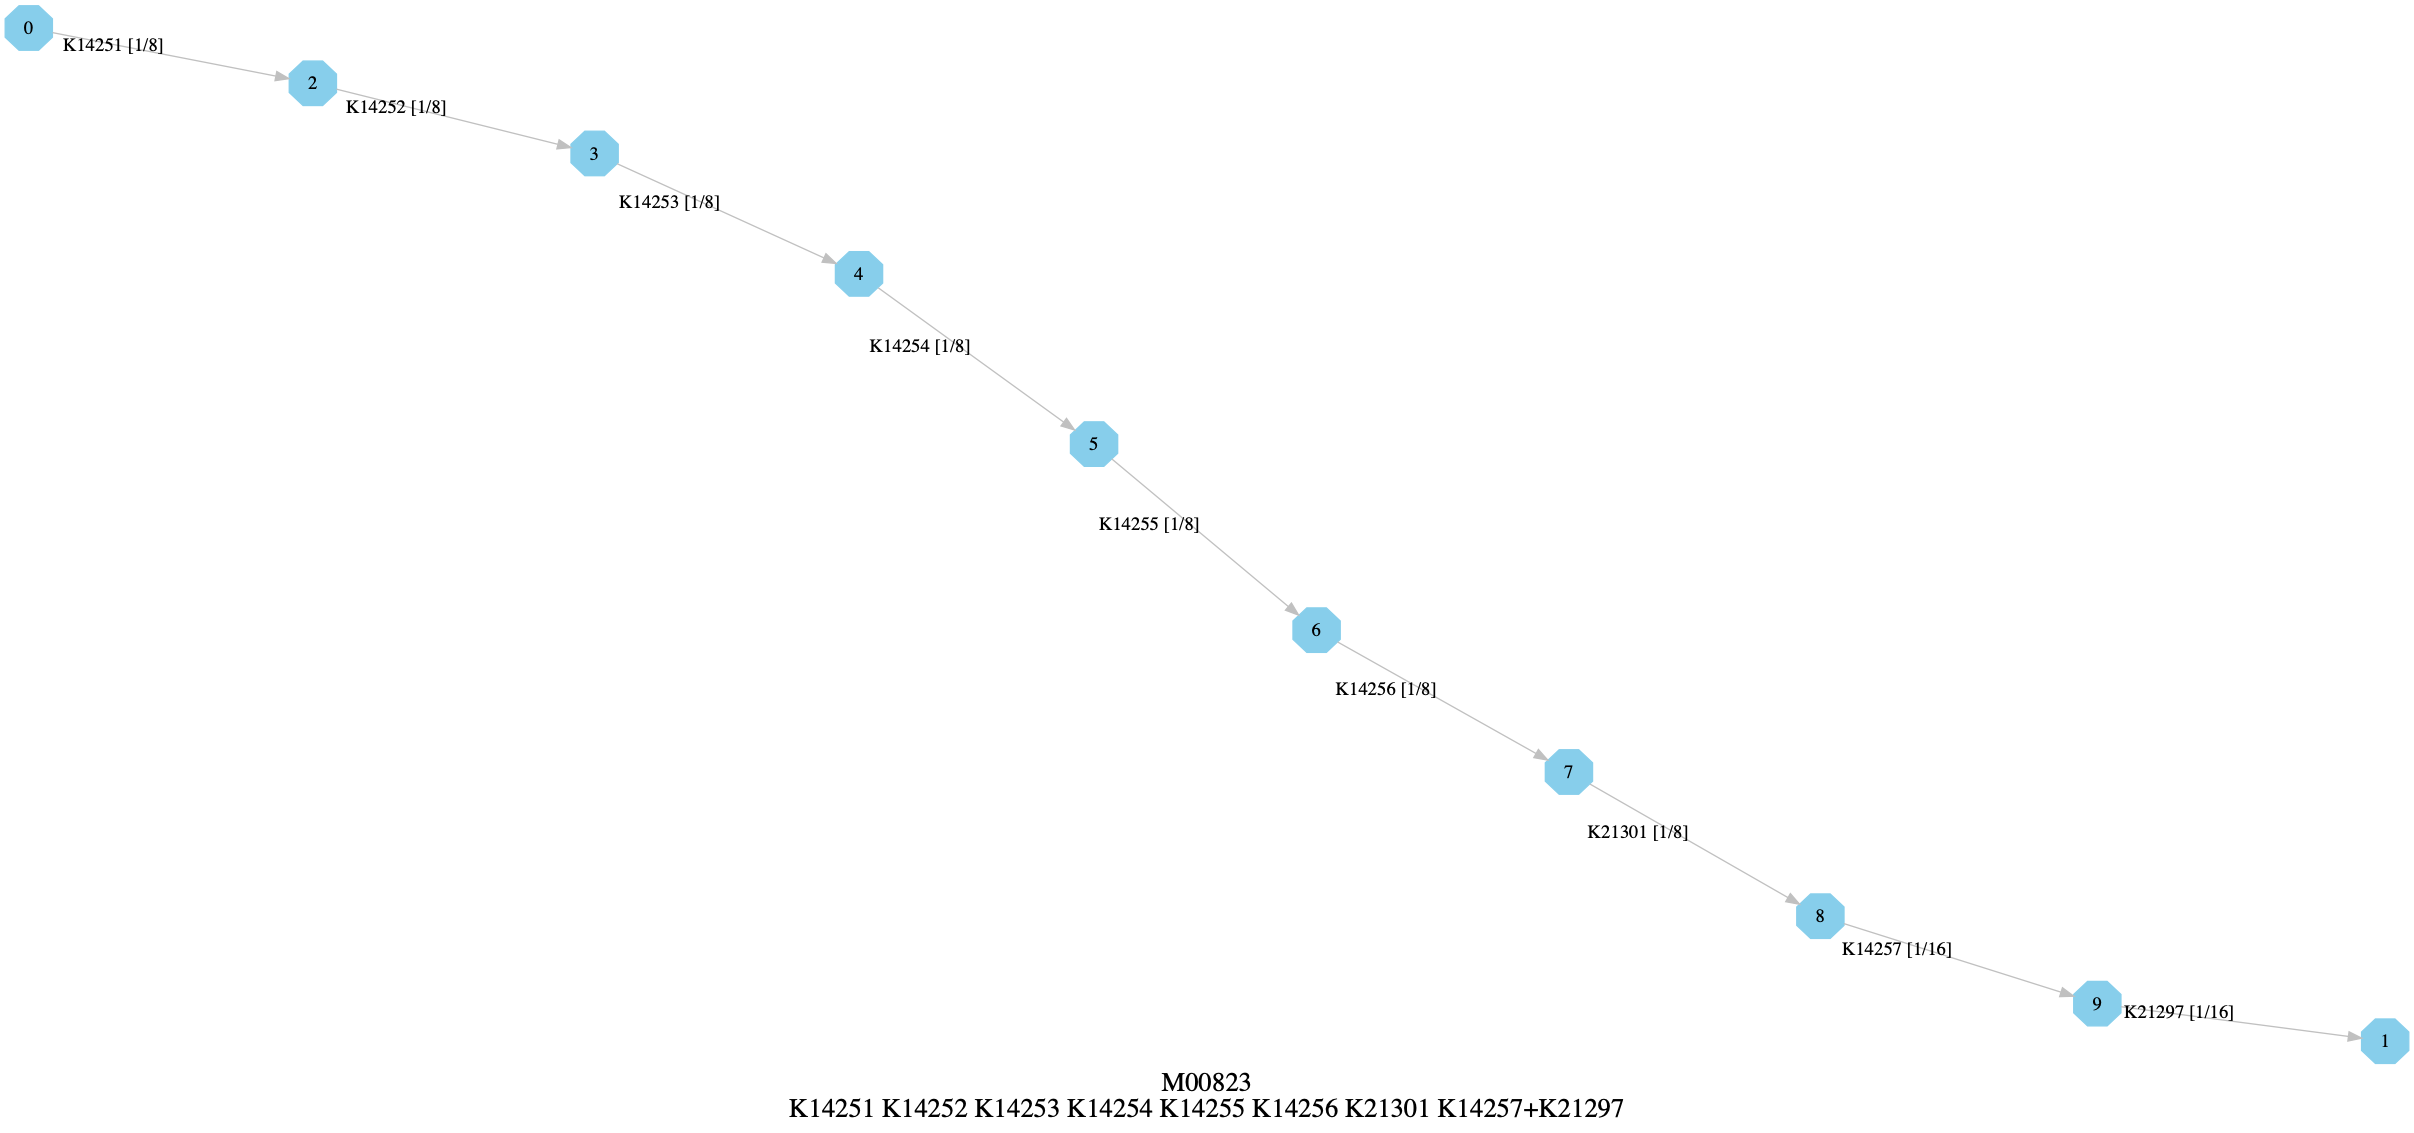 0
K14251 [1/8]
2
K14252 [1/8]
3
K14253 [1/8]
4
K14254 [1/8]
5
K14255 [1/8]
6
K14256 [1/8]
7
K21301 [1/8]
8
K14257 [1/16]
9
K21297 [1/16]
1
M00823
K14251 K14252 K14253 K14254 K14255 K14256 K21301 K14257+K21297